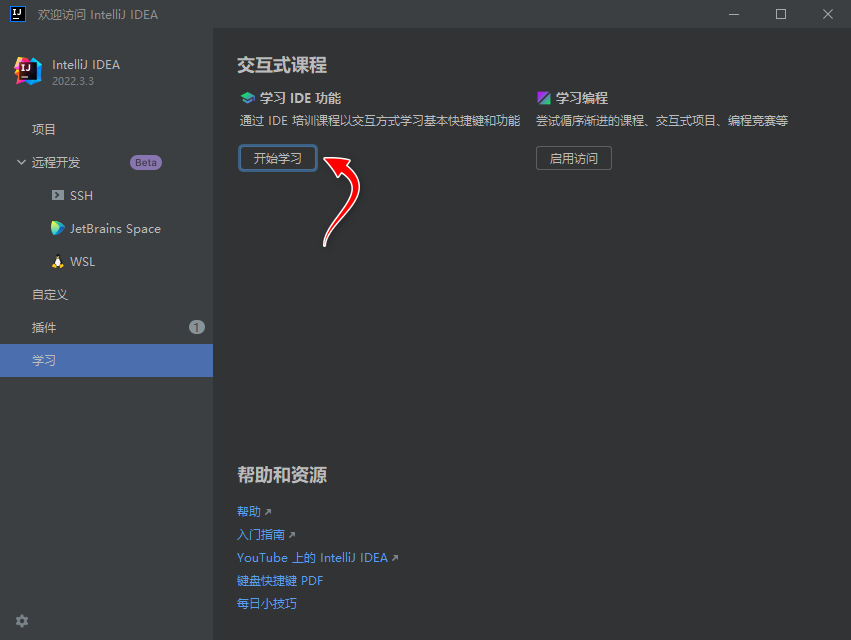 欢迎访问 IntelliJ IDEA
IntelliJ IDEA
2022.3.3
项目
远程开发 Beta
SSH
JetBrains Space
WSL
自定义
插件 1
学习
交互式课程
学习 IDE 功能
通过 IDE 培训课程以交互方式学习基本快捷键和功能
开始学习
学习编程
尝试循序渐进的课程、交互式项目、编程竞赛等
启用访问
帮助和资源
帮助
入门指南
YouTube 上的 IntelliJ IDEA
键盘快捷键 PDF
每日小技巧